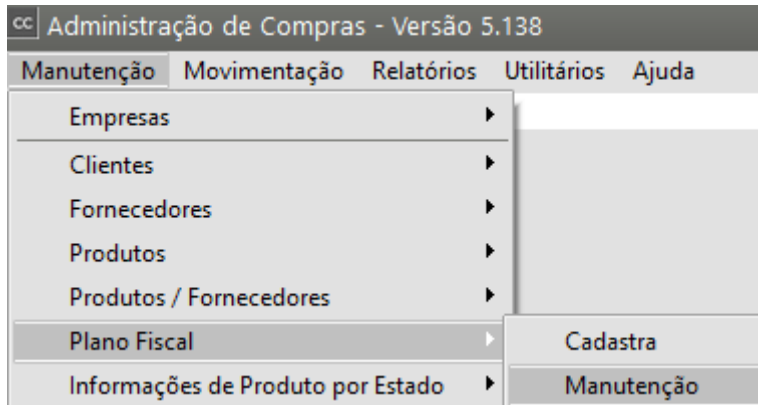 cc Administração de Compras - Versão 5.138
Manutenção Movimentação Relatórios Utilitários Ajuda
Empresas
Clientes
Fornecedores
Produtos
Produtos / Fornecedores
Plano Fiscal
Cadastra
Informações de Produto por Estado
Manutenção